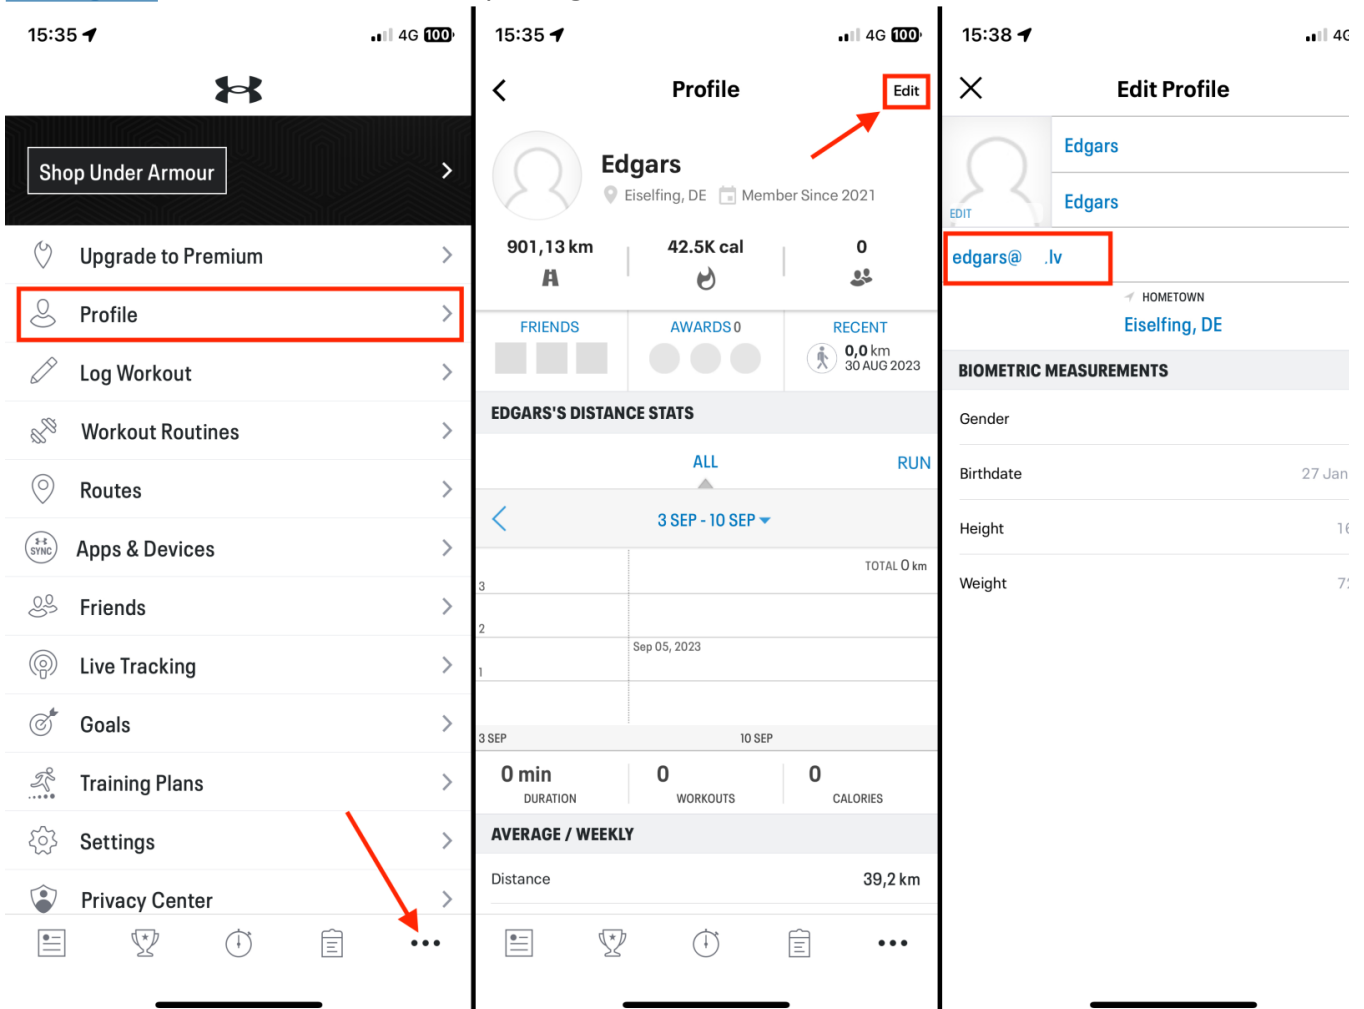 15:35
4G 100
Shop Under Armour
Upgrade to Premium
Profile
Log Workout
Workout Routines
Routes
SYNC
Apps & Devices
Friends
Live Tracking
Goals
Training Plans
Settings
Privacy Center
15:35
4G 100
Profile
Edit
Edgars
Eiselfing, DE Member Since 2021
901,13 km 42.5K cal 0
FRIENDS AWARDS 0 RECENT
0,0 km
30 AUG 2023
EDGARS'S DISTANCE STATS
ALL RUN
3 SEP - 10 SEP
TOTAL 0 km
3
2
Sep 05, 2023
1
3 SEP 10 SEP
0 min 0 0
DURATION WORKOUTS CALORIES
AVERAGE / WEEKLY
Distance 39,2 km
15:38
Edit Profile
Edgars
EDIT
Edgars
edgars@ .lv
HOMETOWN
Eiselfing, DE
BIOMETRIC MEASUREMENTS
Gender
Birthdate 27 Jan
Height
Weight